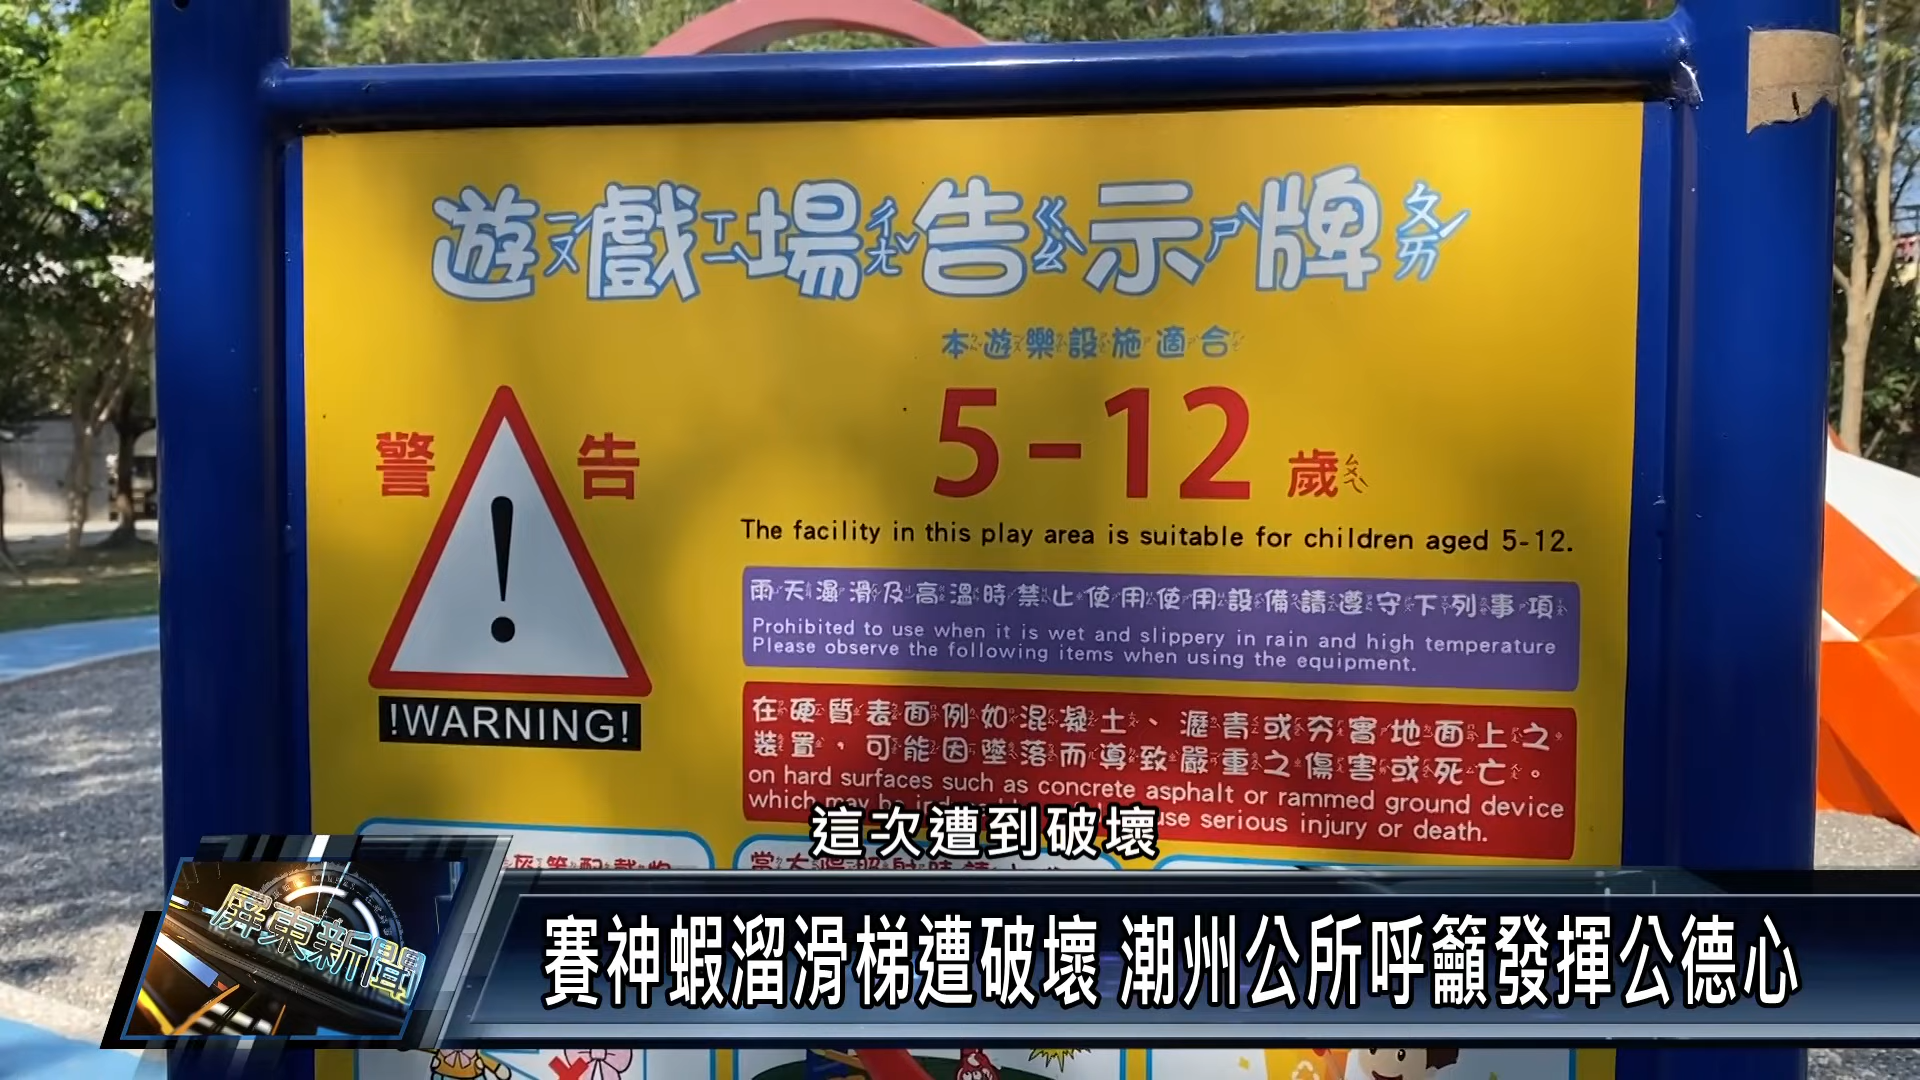 遊戲場告示牌
本遊樂設施適合
警 告
5-12 歲
The facility in this play area is suitable for children aged 5-12.
!WARNING!
雨天濕滑及高溫時禁止使用使用設備請遵守下列事項
Prohibited to use when it is wet and slippery in rain and high temperature
Please observe the following items when using the equipment.
在硬質表面例如混凝土、瀝青或夯實地面上之
裝置，可能因墜落而導致嚴重之傷害或死亡。
on hard surfaces such as concrete asphalt or rammed ground device
which may be
use serious injury or death.
這次遭到破壞
屏東新聞
賽神蝦溜滑梯遭破壞 潮州公所呼籲發揮公德心